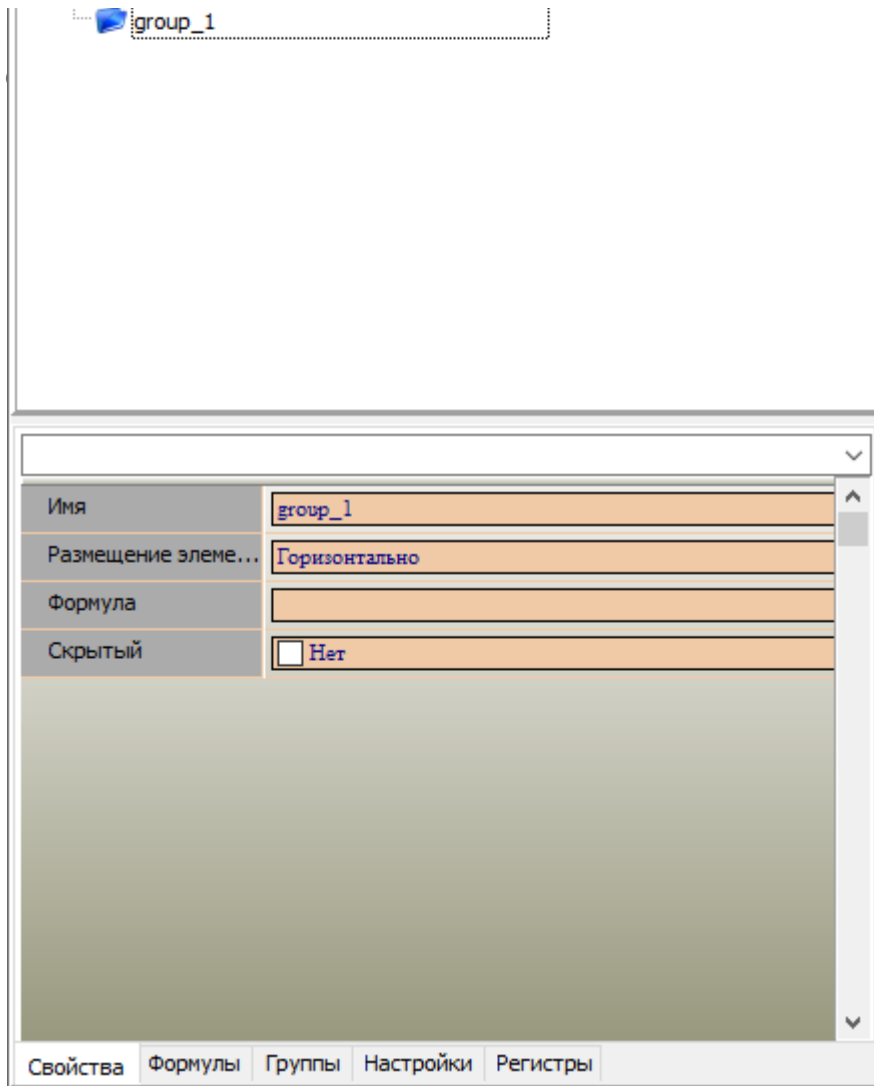 group_1
Имя group_1
Размещение элеме... Горизонтально
Формула
Скрытый Нет
Свойства Формулы Группы Настройки Регистры